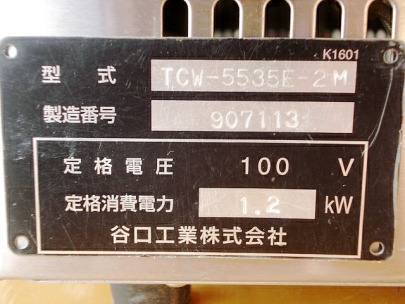 K1601
型式 TCW-5535E-2M
製造番号 907113
定格電圧 100 V
定格消費電力 1.2 kW
谷口工業株式会社